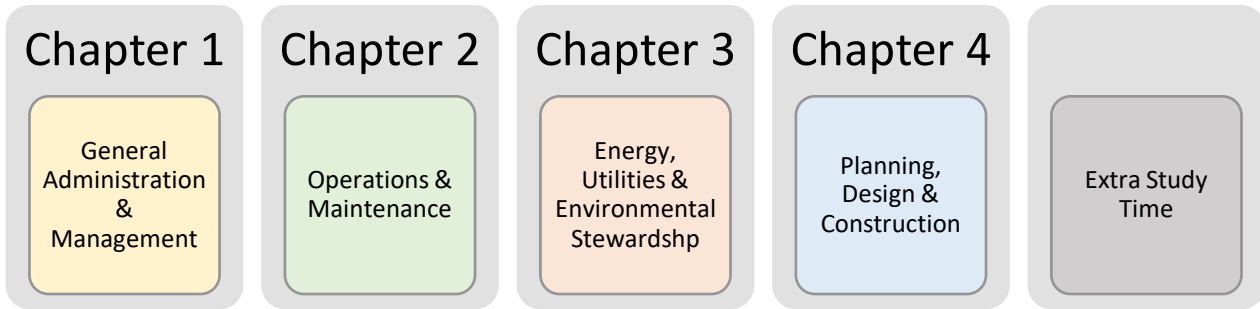 Chapter 1
General
Administration
&
Management
Chapter 2
Operations &
Maintenance
Chapter 3
Energy,
Utilities &
Environmental
Stewardshp
Chapter 4
Planning,
Design &
Construction
Extra Study
Time